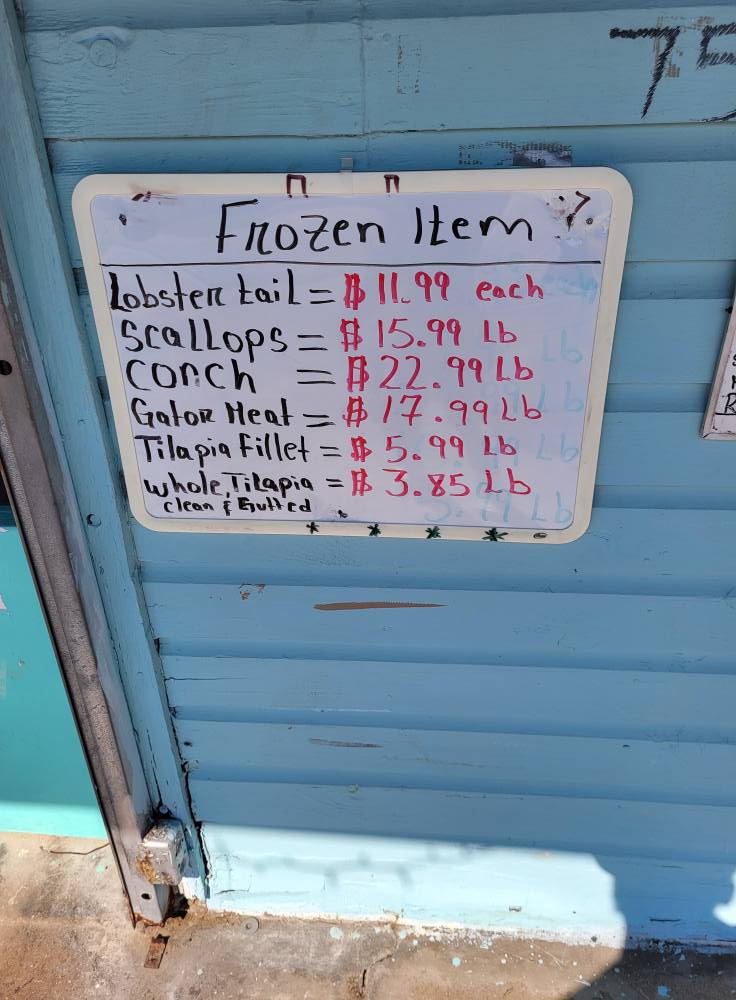 75
Frozen Item
Lobster tail = $ 11.99 each
Scallops = $ 15.99 Lb
Conch = $ 22.99 Lb
Gator Meat = $ 17.99 Lb
Tilapia Fillet = $ 5.99 Lb
whole, Tilapia = $ 3.85 Lb
clean & Gutted